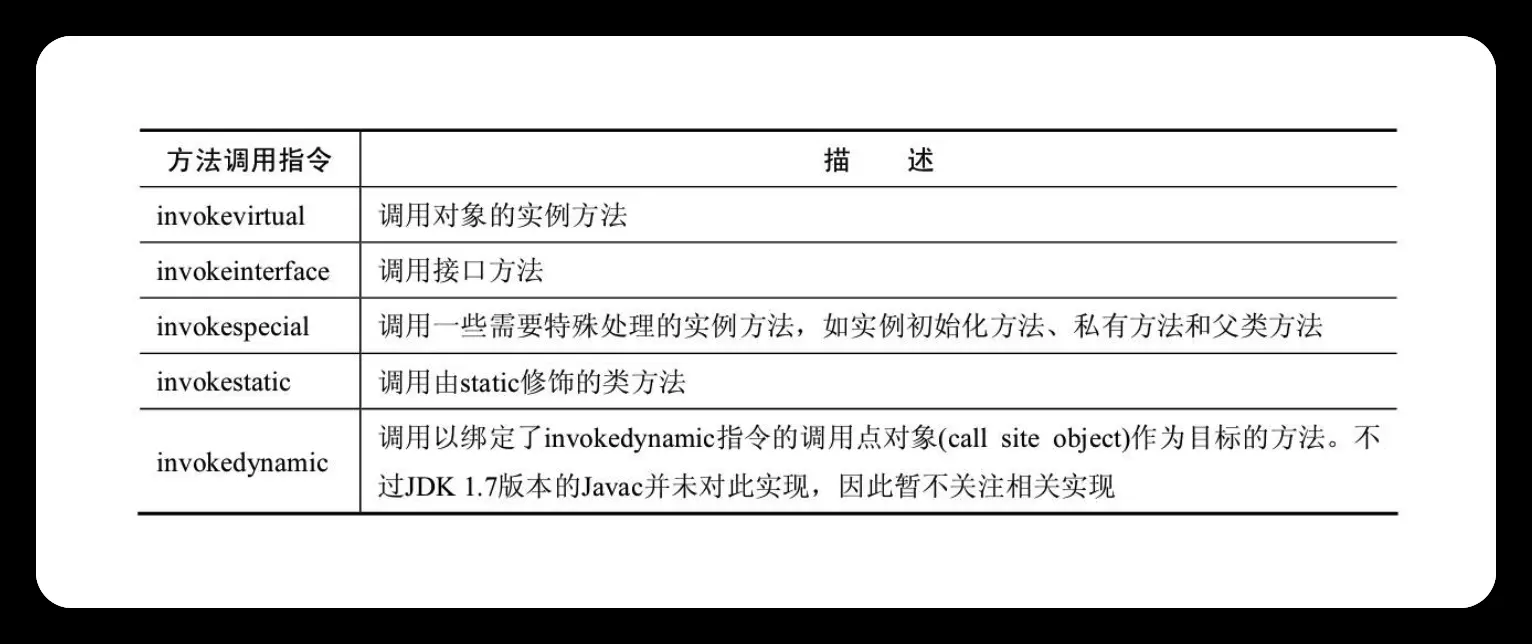 方法调用指令 描 述
invokevirtual 调用对象的实例方法
invokeinterface 调用接口方法
invokespecial 调用一些需要特殊处理的实例方法，如实例初始化方法、私有方法和父类方法
invokestatic 调用由static修饰的类方法
invokedynamic 调用以绑定了invokedynamic指令的调用点对象(call site object)作为目标的方法。不
过JDK 1.7版本的Javac并未对此实现，因此暂不关注相关实现